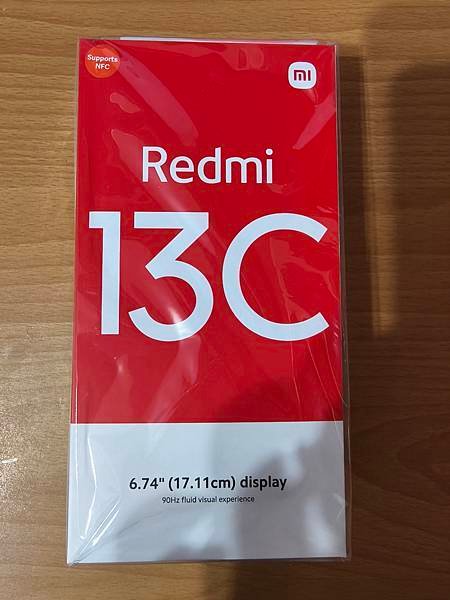 Supports
NFC
mi
Redmi
13C
6.74" (17.11cm) display
90Hz fluid visual experience